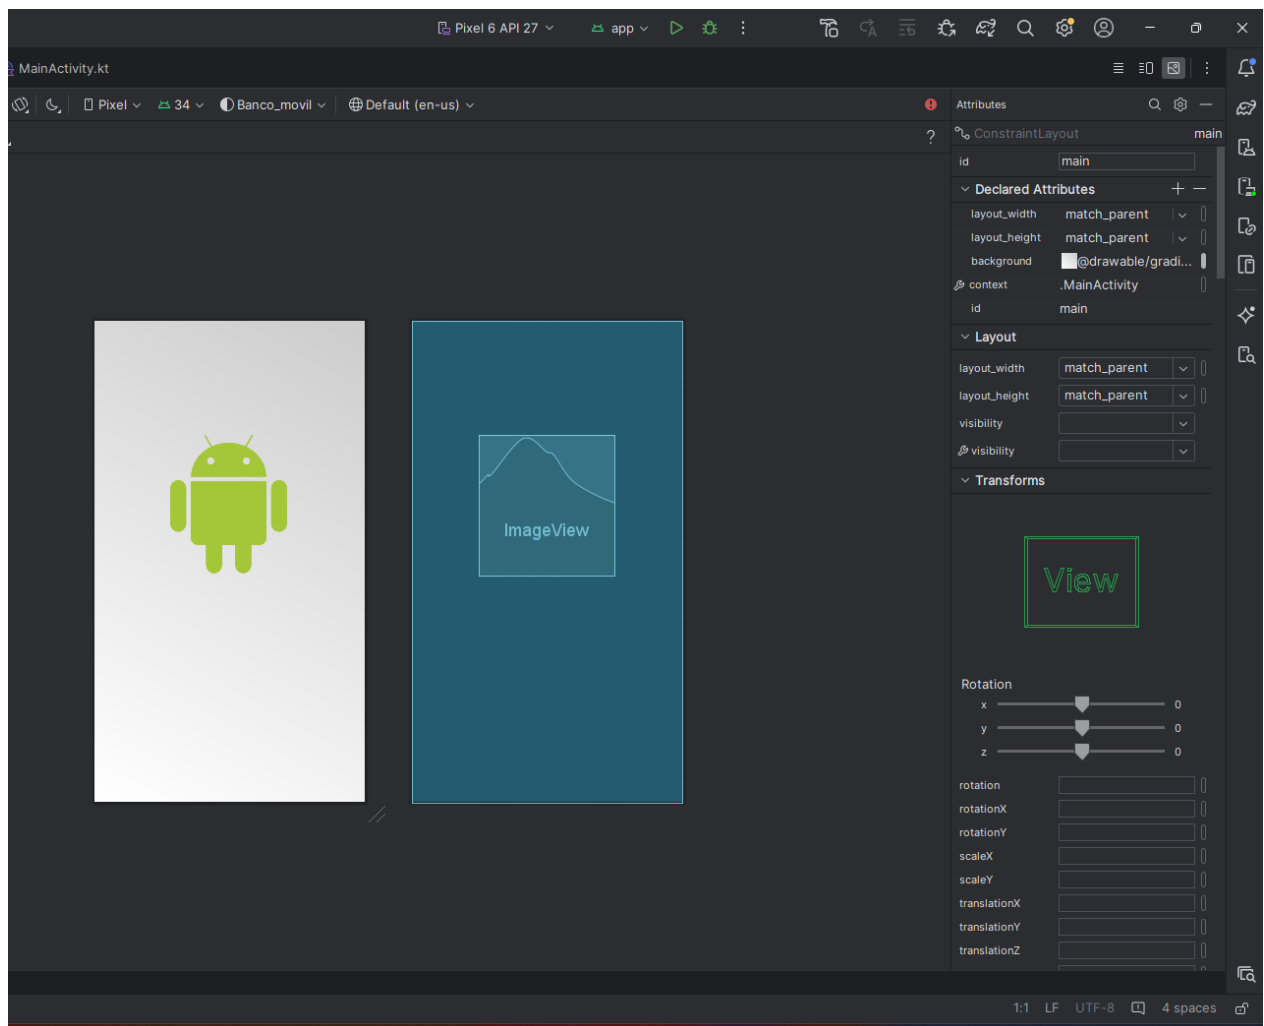 Pixel 6 API 27
app
MainActivity.kt
Pixel
34
Banco_movil
Default (en-us)
Attributes
?
ConstraintLayout
main
id
main
Declared Attributes
layout_width
match_parent
layout_height
match_parent
background
@drawable/gradi...
context
.MainActivity
id
main
Layout
layout_width
match_parent
layout_height
match_parent
visibility
visibility
Transforms
ImageView
View
Rotation
x
0
y
0
z
0
rotation
rotationX
rotationY
scaleX
scaleY
translationX
translationY
translationZ
1:1
LF
UTF-8
4 spaces